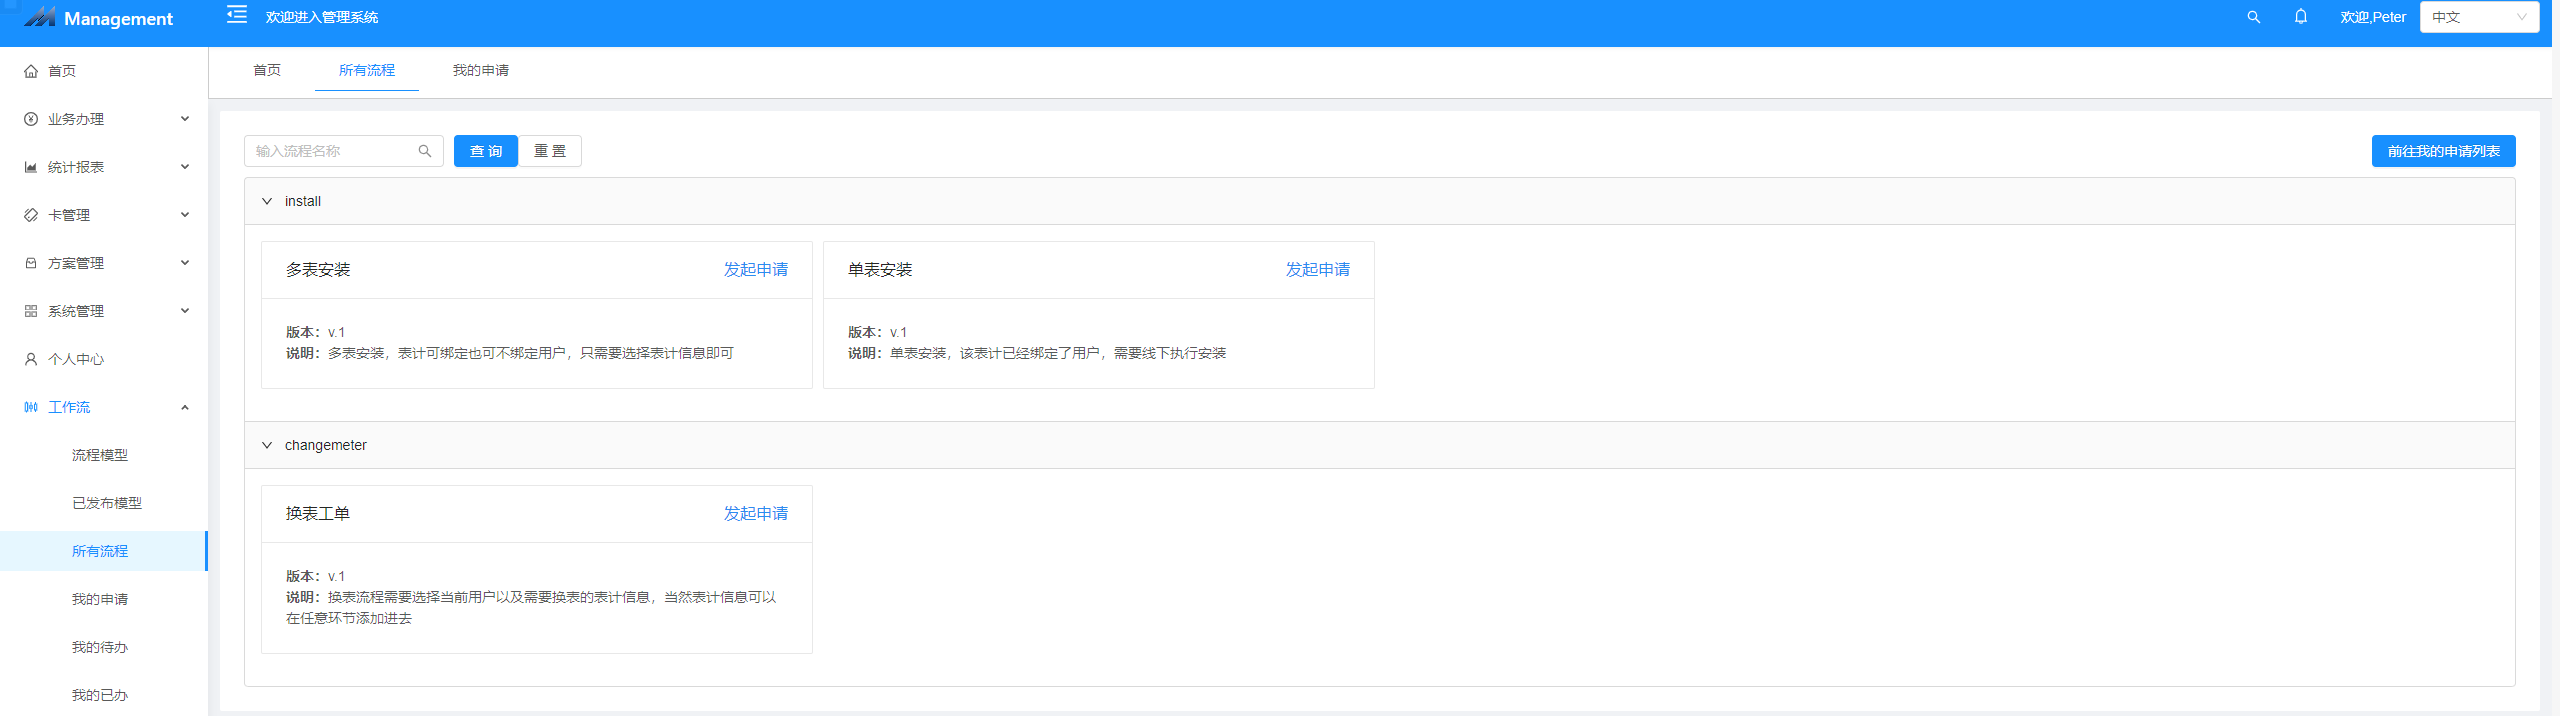 Management
欢迎进入管理系统
欢迎,Peter
中文
首页
业务办理
统计报表
卡管理
方案管理
系统管理
个人中心
工作流
流程模型
已发布模型
所有流程
我的申请
我的待办
我的已办
首页
所有流程
我的申请
输入流程名称
查 询
重 置
前往我的申请列表
install
多表安装
发起申请
版本：v.1
说明：多表安装，表计可绑定也可不绑定用户，只需要选择表计信息即可
单表安装
发起申请
版本：v.1
说明：单表安装，该表计已经绑定了用户，需要线下执行安装
changemeter
换表工单
发起申请
版本：v.1
说明：换表流程需要选择当前用户以及需要换表的表计信息，当然表计信息可以
在任意环节添加进去